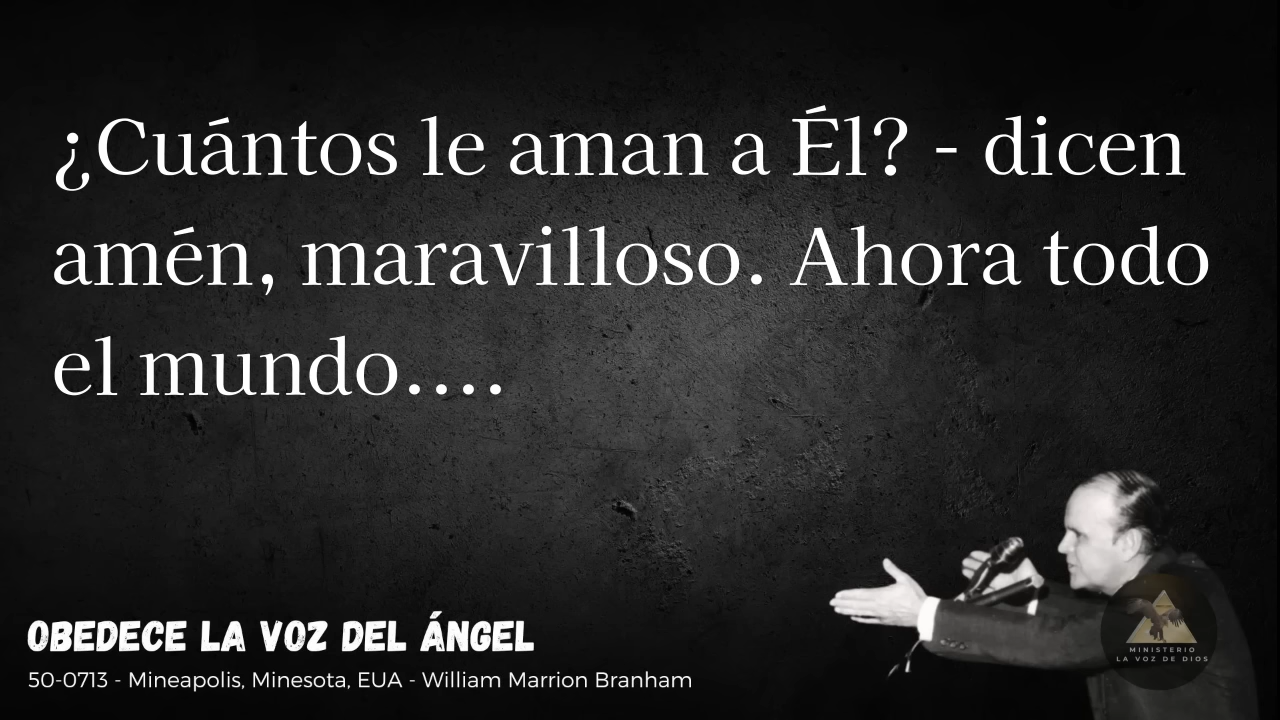 ¿Cuántos le aman a Él? - dicen
amén, maravilloso. Ahora todo
el mundo....
OBEDECE LA VOZ DEL ÁNGEL
50-0713 - Mineapolis, Minesota, EUA - William Marrion Branham
MINISTERIO
LA VOZ DE DIOS